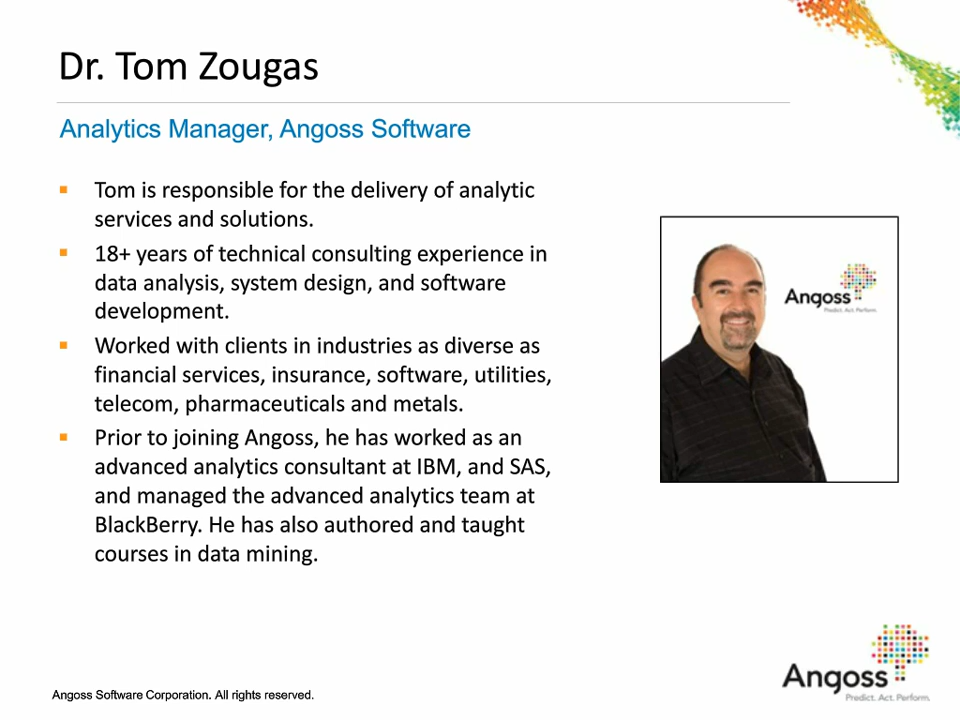 Dr. Tom Zougas
Analytics Manager, Angoss Software
▪ Tom is responsible for the delivery of analytic
services and solutions.
▪ 18+ years of technical consulting experience in
data analysis, system design, and software
development.
▪ Worked with clients in industries as diverse as
financial services, insurance, software, utilities,
telecom, pharmaceuticals and metals.
▪ Prior to joining Angoss, he has worked as an
advanced analytics consultant at IBM, and SAS,
and managed the advanced analytics team at
BlackBerry. He has also authored and taught
courses in data mining.
Angoss
Predict. Act. Perform.
Angoss Software Corporation. All rights reserved.
Angoss
Predict. Act. Perform.